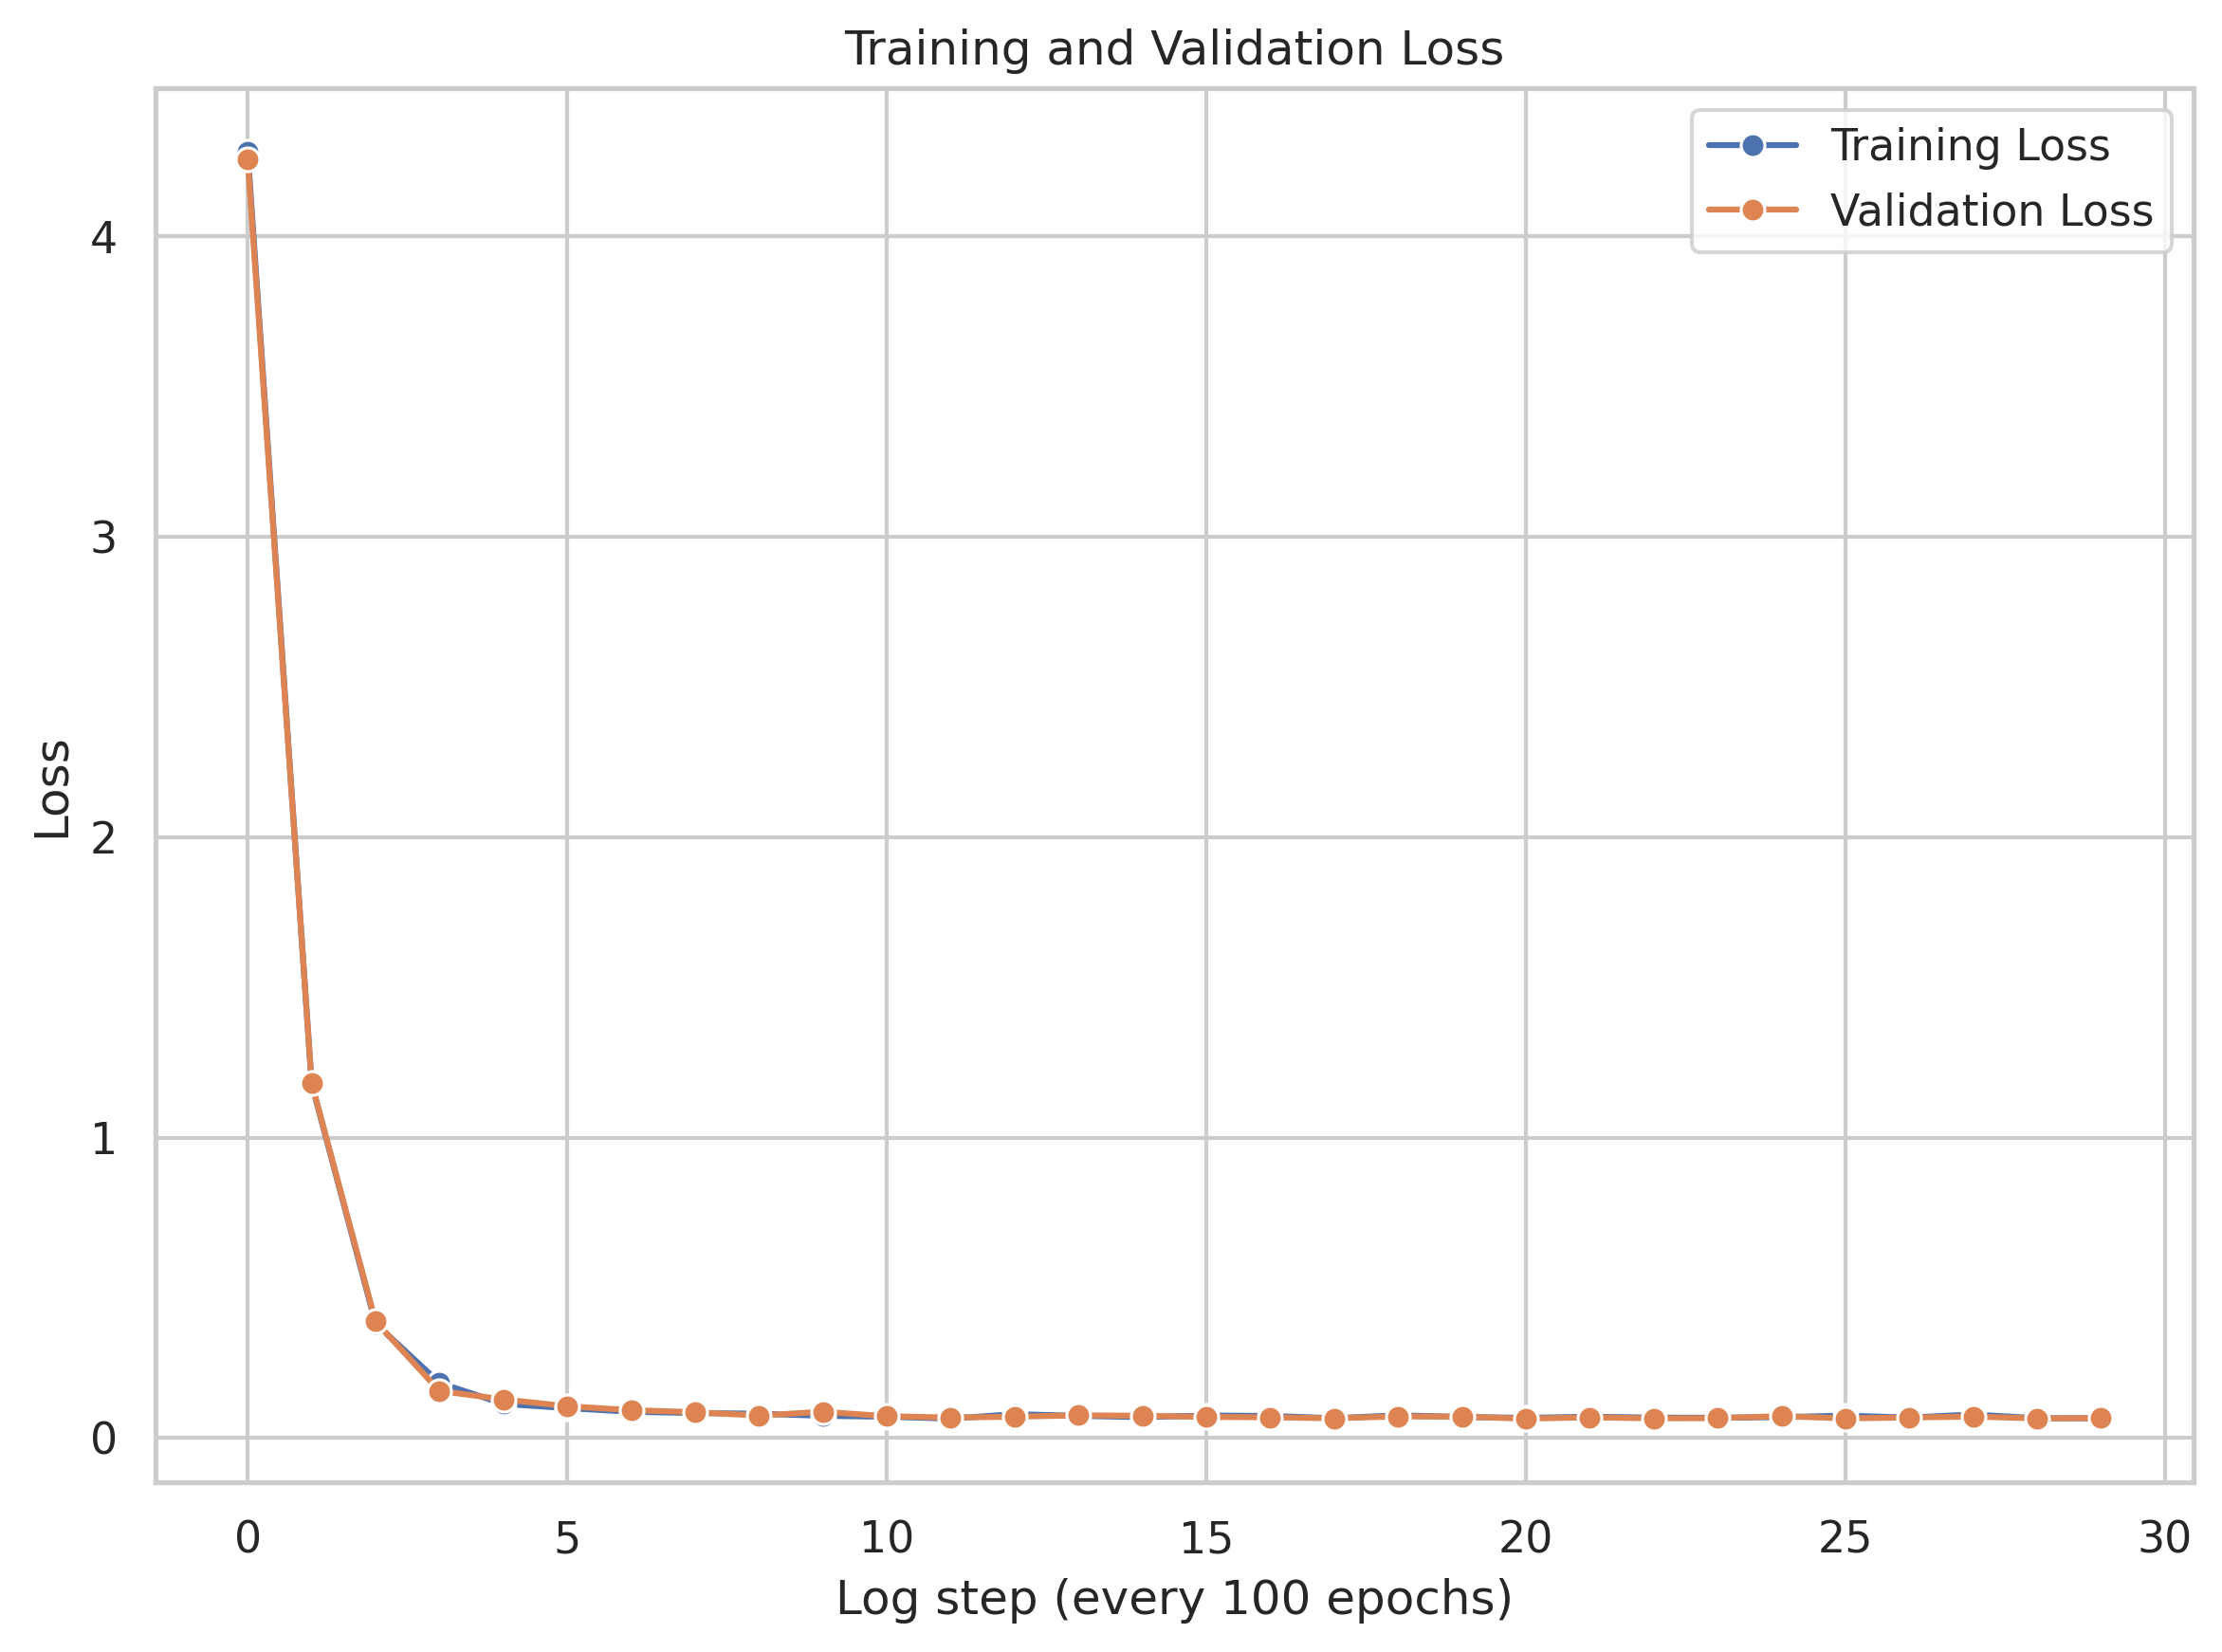 Training and Validation Loss
Training Loss
Validation Loss
4
3
2
1
0
Loss
0 5 10 15 20 25 30
Log step (every 100 epochs)